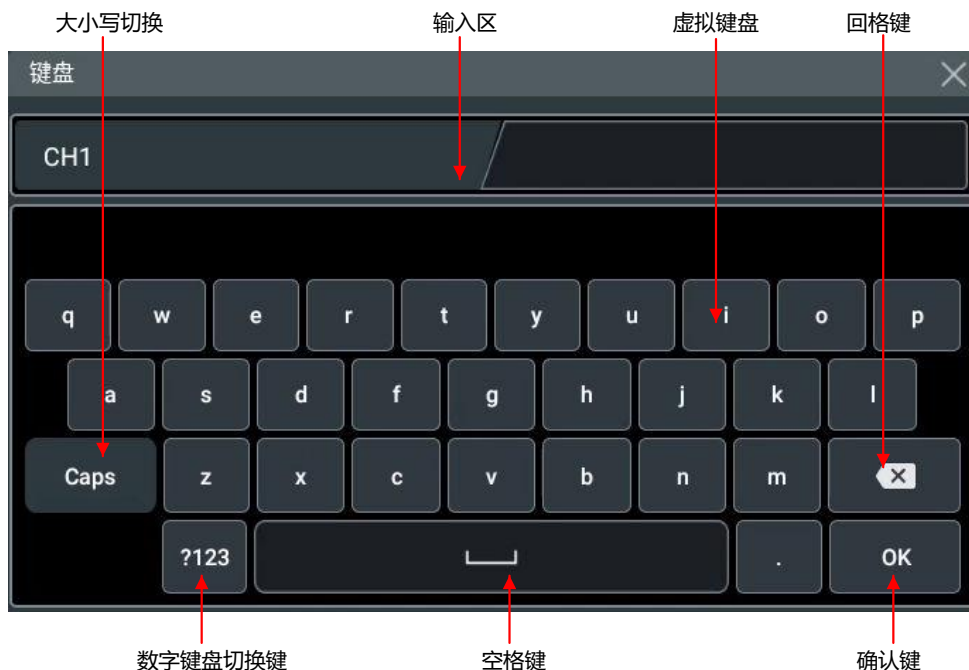 大小写切换 输入区 虚拟键盘 回格键
键盘
CH1
q w e r t y u i o p
a s d f g h j k l
Caps z x c v b n m
?123 . OK
数字键盘切换键 空格键 确认键